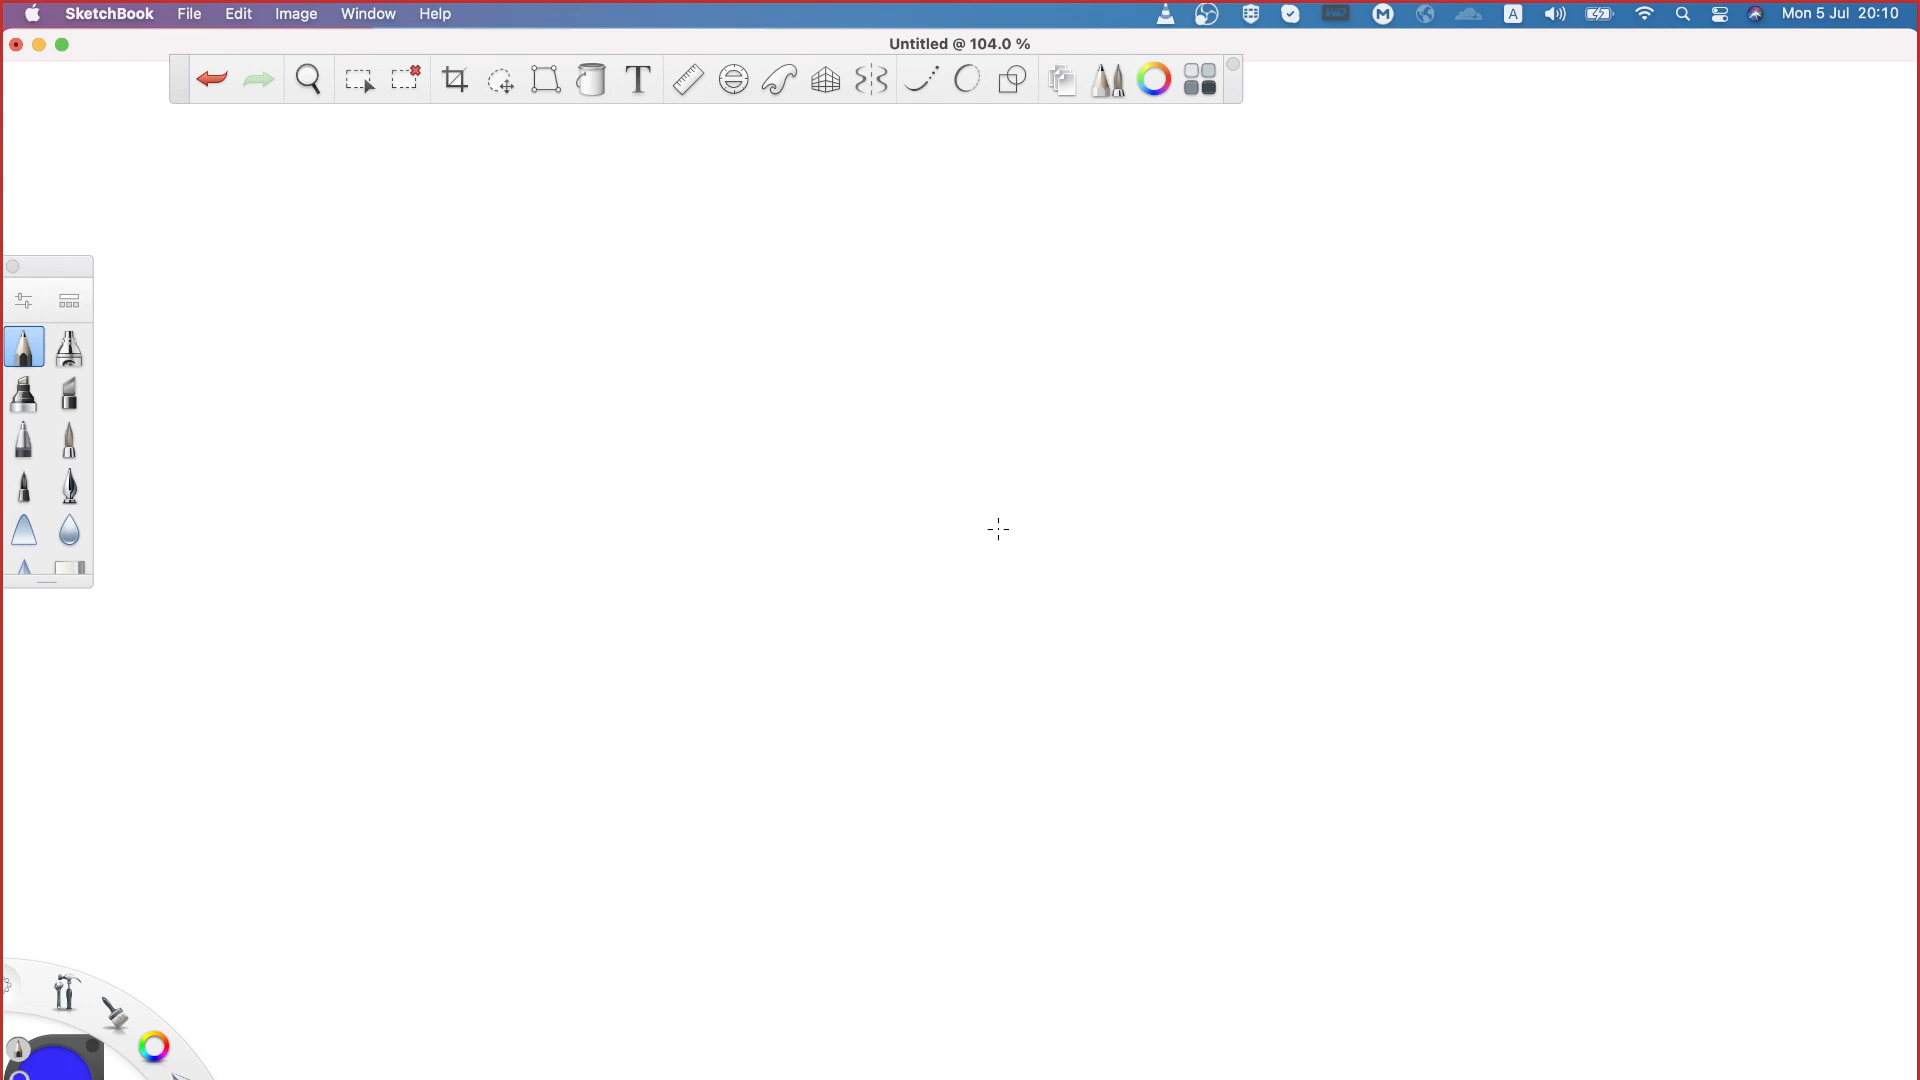 SketchBook File Edit Image Window Help A Mon 5 Jul 20:10
Untitled @ 104.0 %
T